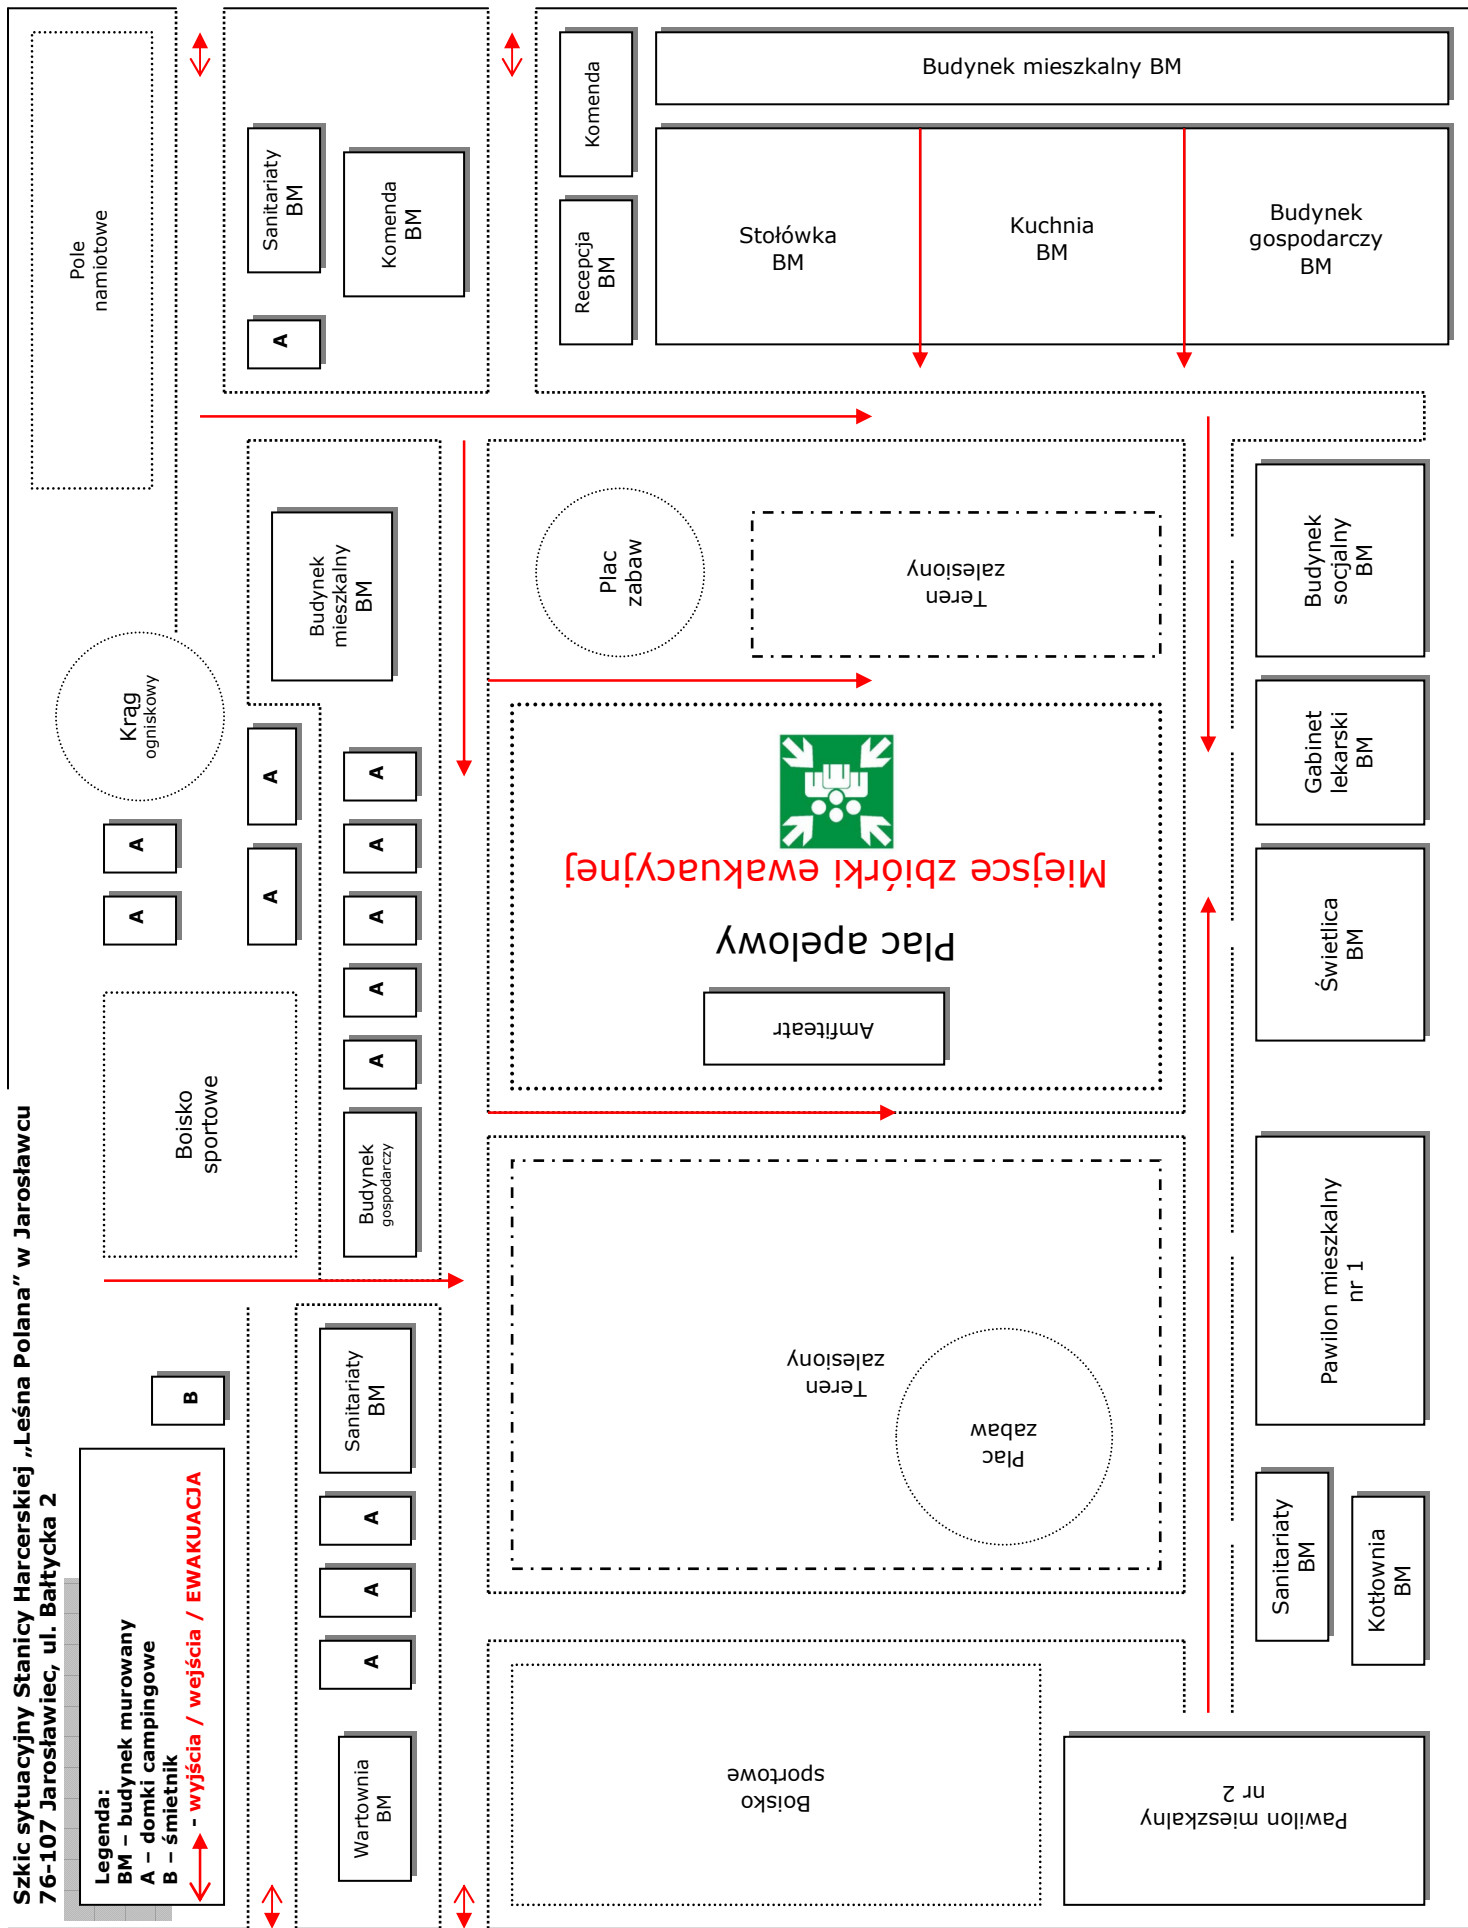 Szkic sytuacyjny Stanicy Harcerskiej „Leśna Polana” w Jarosławcu
76-107 Jarosławiec, ul. Bałtycka 2
Legenda:
BM – budynek murowany
A – domki campingowe
B – śmietnik
- wyjścia / wejścia / EWAKUACJA
Pole
namiotowe
Sanitariaty
BM
Komenda
BM
A
Komenda
Recepcja
BM
Budynek mieszkalny BM
Stołówka
BM
Kuchnia
BM
Budynek
gospodarczy
BM
Krąg
ogniskowy
Budynek
mieszkalny
BM
Plac
zabaw
Teren
zalesiony
Budynek
socjalny
BM
A
A
A
A
A
A
A
A
A
Miejsce zbiórki ewakuacyjnej
Plac apelowy
Amfiteatr
Gabinet
lekarski
BM
Świetlica
BM
Boisko
sportowe
Budynek
gospodarczy
B
Sanitariaty
BM
A
A
A
Wartownia
BM
Teren
zalesiony
Plac
zabaw
Pawilon mieszkalny
nr 1
Sanitariaty
BM
Kotłownia
BM
Boisko
sportowe
Pawilon mieszkalny
nr 2